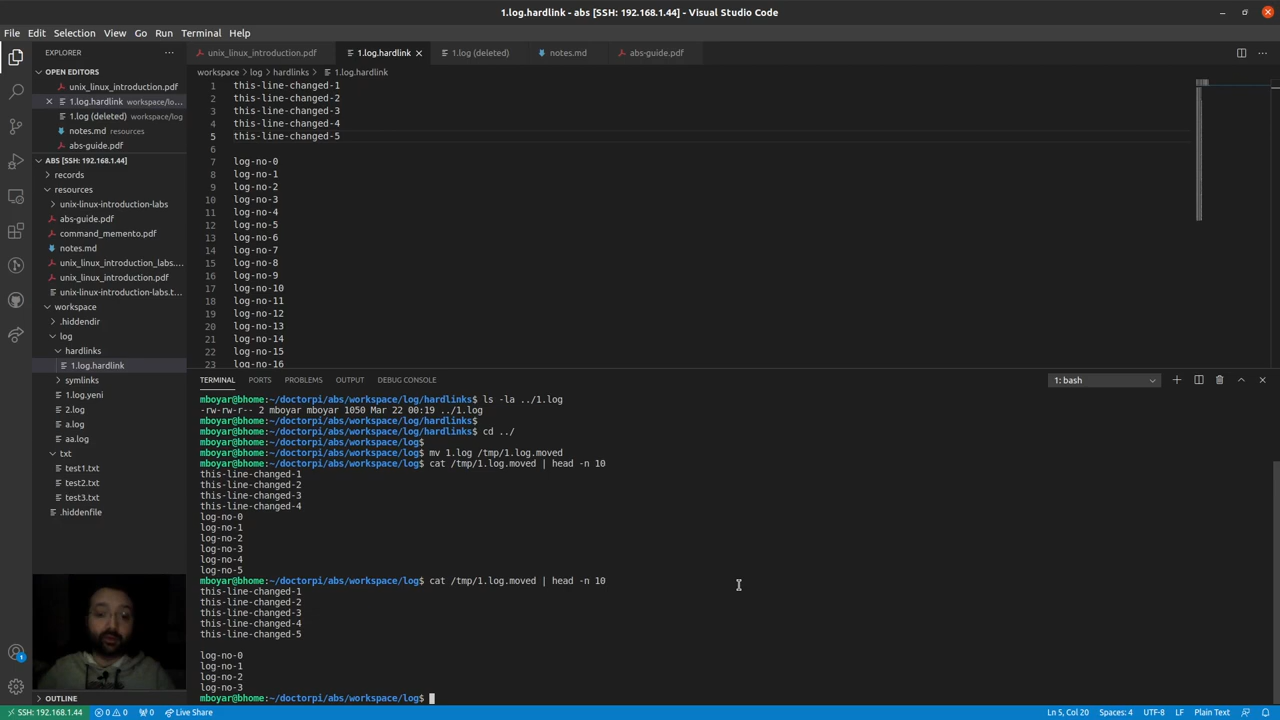 1.log.hardlink - abs [SSH: 192.168.1.44] - Visual Studio Code
File Edit Selection View Go Run Terminal Help
EXPLORER
OPEN EDITORS
unix_linux_introduction.pdf
1.log.hardlink workspace/lo...
1.log (deleted) workspace/log
notes.md resources
abs-guide.pdf
ABS [SSH: 192.168.1.44]
records
resources
unix-linux-introduction-labs
abs-guide.pdf
command_memento.pdf
notes.md
unix_linux_introduction_labs....
unix_linux_introduction.pdf
unix-linux-introduction-labs.t...
workspace
.hiddendir
log
hardlinks
1.log.hardlink
symlinks
1.log.yeni
2.log
a.log
aa.log
txt
test1.txt
test2.txt
test3.txt
.hiddenfile
OUTLINE
unix_linux_introduction.pdf 1.log.hardlink 1.log (deleted) notes.md abs-guide.pdf
workspace > log > hardlinks > 1.log.hardlink
1 this-line-changed-1
2 this-line-changed-2
3 this-line-changed-3
4 this-line-changed-4
5 this-line-changed-5
6
7 log-no-0
8 log-no-1
9 log-no-2
10 log-no-3
11 log-no-4
12 log-no-5
13 log-no-6
14 log-no-7
15 log-no-8
16 log-no-9
17 log-no-10
18 log-no-11
19 log-no-12
20 log-no-13
21 log-no-14
22 log-no-15
23 log-no-16
TERMINAL PORTS PROBLEMS OUTPUT DEBUG CONSOLE 1: bash
mboyar@bhome:~/doctorpi/abs/workspace/log/hardlinks$ ls -la ../1.log
-rw-rw-r-- 2 mboyar mboyar 1050 Mar 22 00:19 ../1.log
mboyar@bhome:~/doctorpi/abs/workspace/log/hardlinks$
mboyar@bhome:~/doctorpi/abs/workspace/log/hardlinks$ cd ../
mboyar@bhome:~/doctorpi/abs/workspace/log$
mboyar@bhome:~/doctorpi/abs/workspace/log$ mv 1.log /tmp/1.log.moved
mboyar@bhome:~/doctorpi/abs/workspace/log$ cat /tmp/1.log.moved | head -n 10
this-line-changed-1
this-line-changed-2
this-line-changed-3
this-line-changed-4
log-no-0
log-no-1
log-no-2
log-no-3
log-no-4
log-no-5
mboyar@bhome:~/doctorpi/abs/workspace/log$ cat /tmp/1.log.moved | head -n 10
this-line-changed-1
this-line-changed-2
this-line-changed-3
this-line-changed-4
this-line-changed-5
log-no-0
log-no-1
log-no-2
log-no-3
mboyar@bhome:~/doctorpi/abs/workspace/log$
1
SSH: 192.168.1.44 0 0 0 Live Share Ln 5, Col 20 Spaces: 4 UTF-8 LF Plain Text